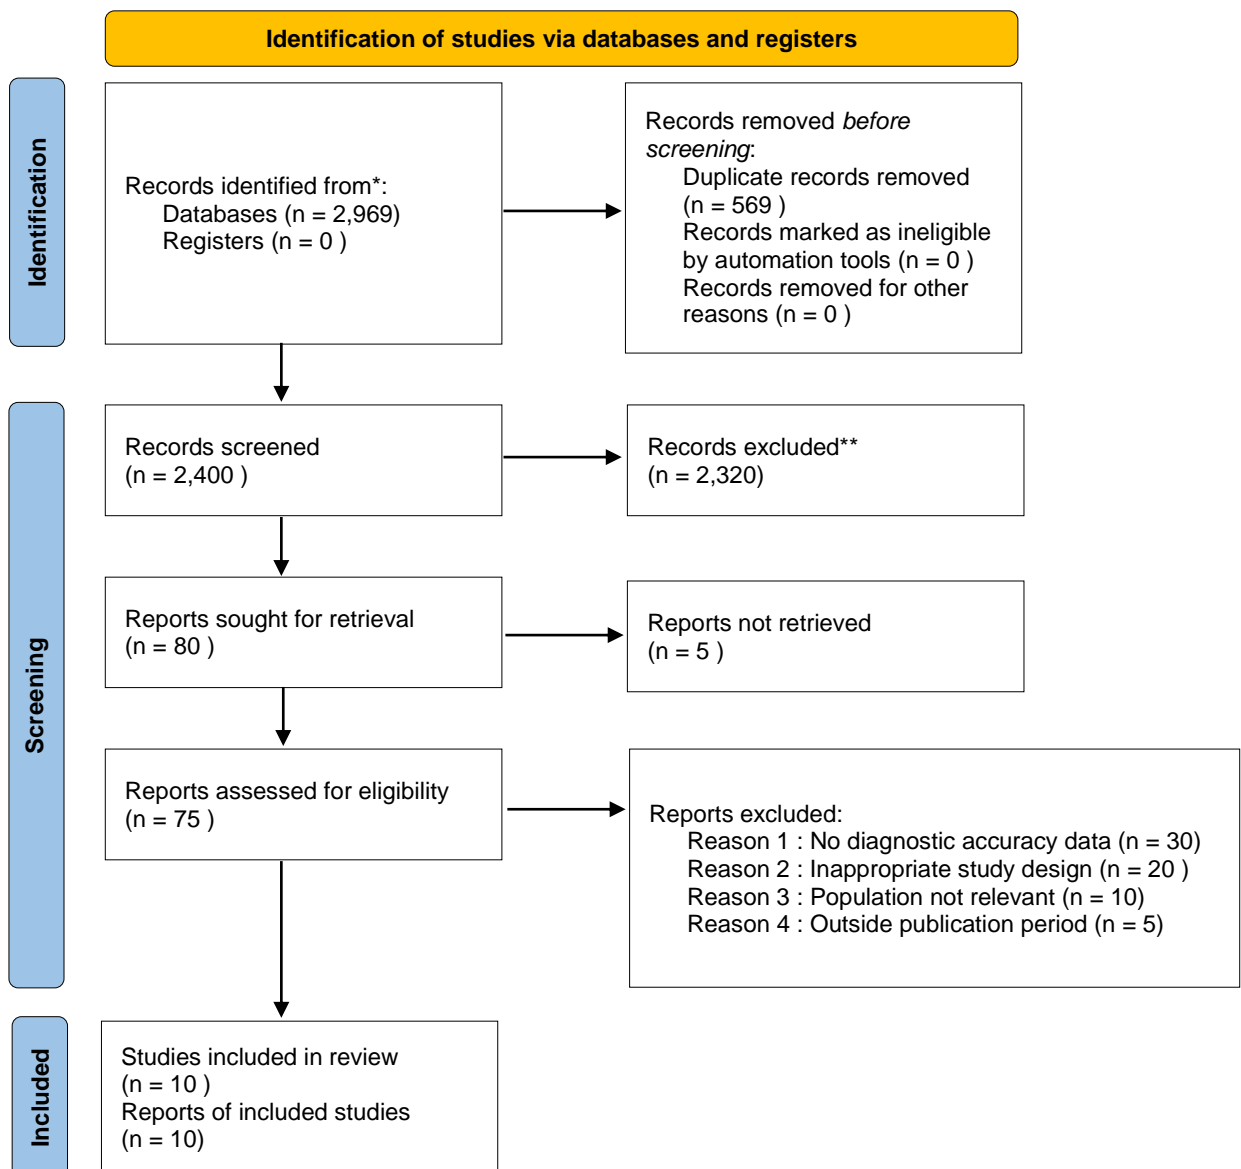 Identification of studies via databases and registers
Identification
Records identified from*:
Databases (n = 2,969)
Registers (n = 0 )
Records removed before
screening:
Duplicate records removed
(n = 569 )
Records marked as ineligible
by automation tools (n = 0 )
Records removed for other
reasons (n = 0 )
Screening
Records screened
(n = 2,400 )
Records excluded**
(n = 2,320)
Reports sought for retrieval
(n = 80 )
Reports not retrieved
(n = 5 )
Reports assessed for eligibility
(n = 75 )
Reports excluded:
Reason 1 : No diagnostic accuracy data (n = 30)
Reason 2 : Inappropriate study design (n = 20 )
Reason 3 : Population not relevant (n = 10)
Reason 4 : Outside publication period (n = 5)
Included
Studies included in review
(n = 10 )
Reports of included studies
(n = 10)